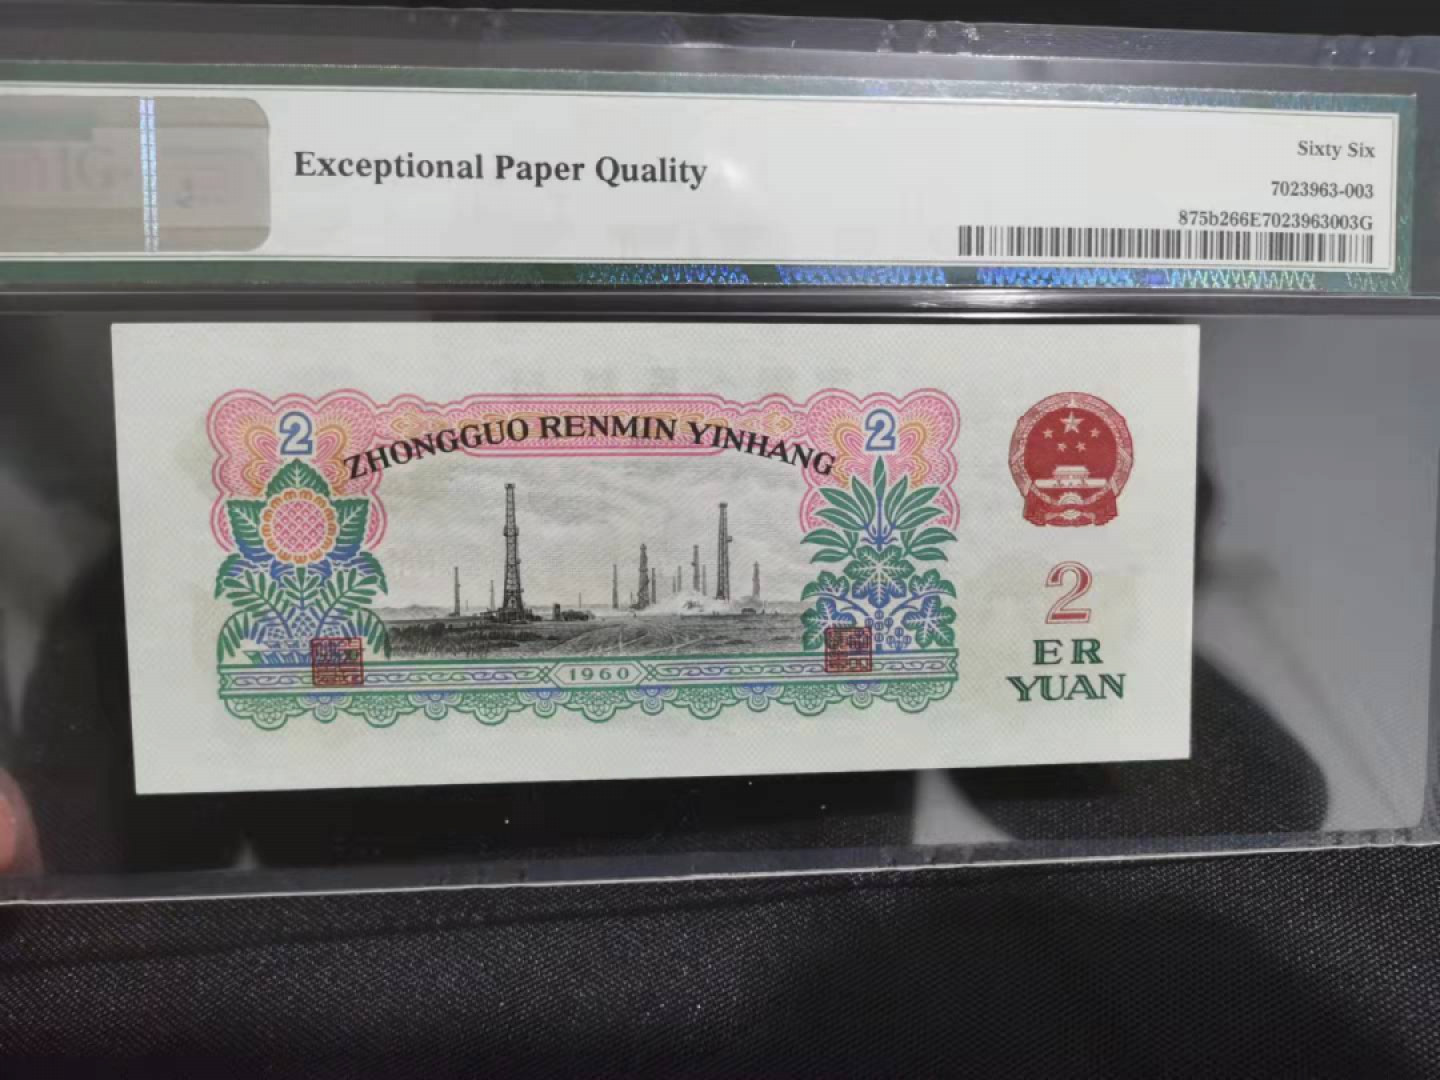 Exceptional Paper Quality
Sixty Six
7023963-003
875b266E7023963003G
2
ZHONGGUO RENMIN YINHANG
2
1960
2
ER
YUAN